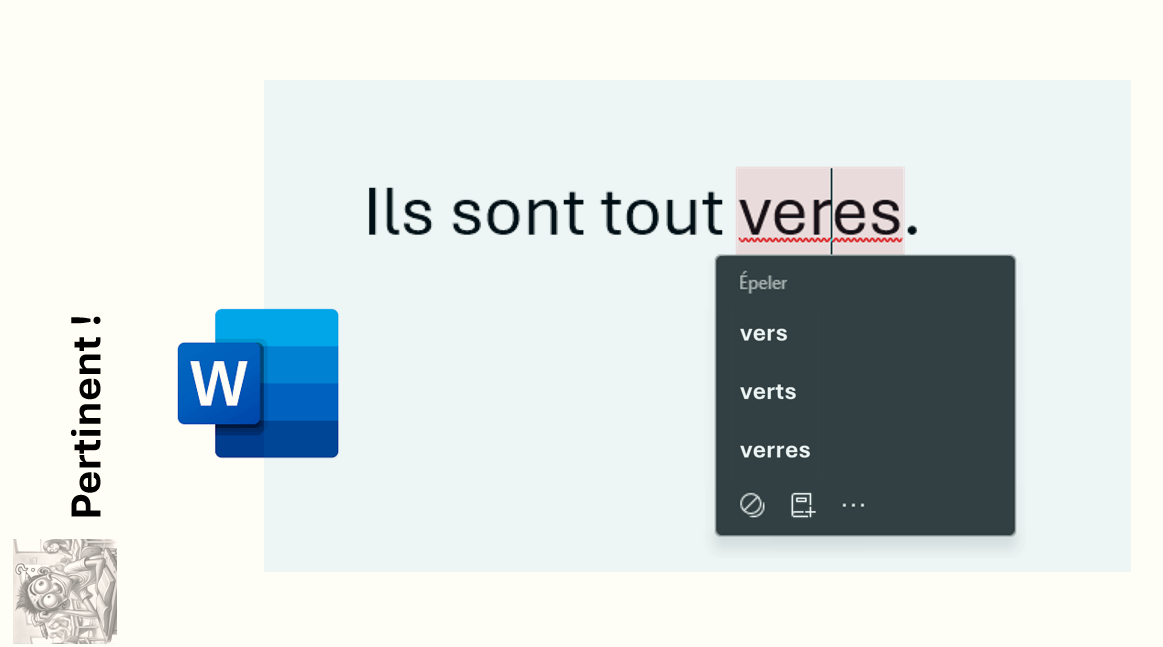 Ils sont tout veres.
Épeler
vers
verts
verres
W
Pertinent !